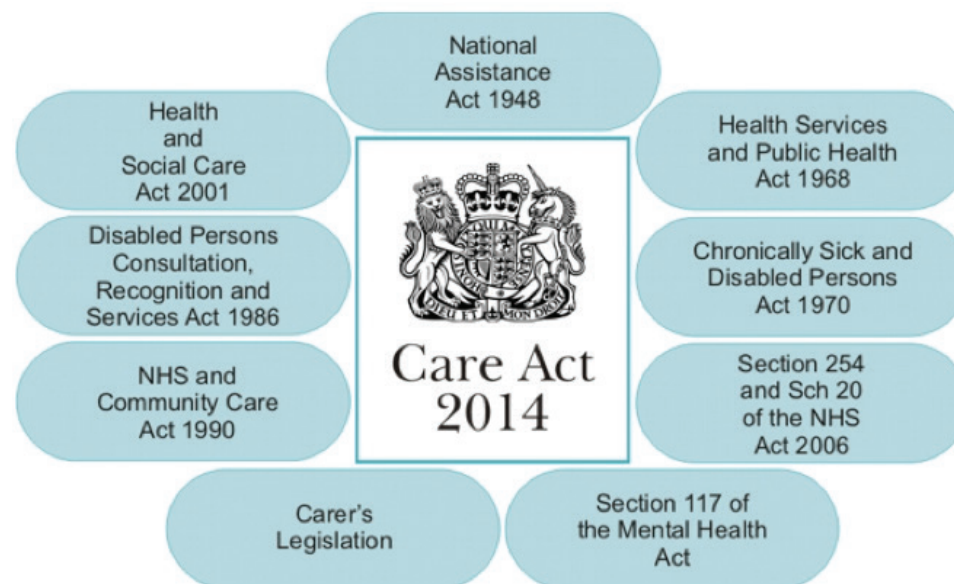 National
Assistance
Act 1948
Health
and
Social Care
Act 2001
Health Services
and Public Health
Act 1968
Disabled Persons
Consultation,
Recognition and
Services Act 1986
Chronically Sick and
Disabled Persons
Act 1970
NHS and
Community Care
Act 1990
Section 254
and Sch 20
of the NHS
Act 2006
DIEU ET MON DROIT
Care Act
2014
Carer's
Legislation
Section 117 of
the Mental Health
Act